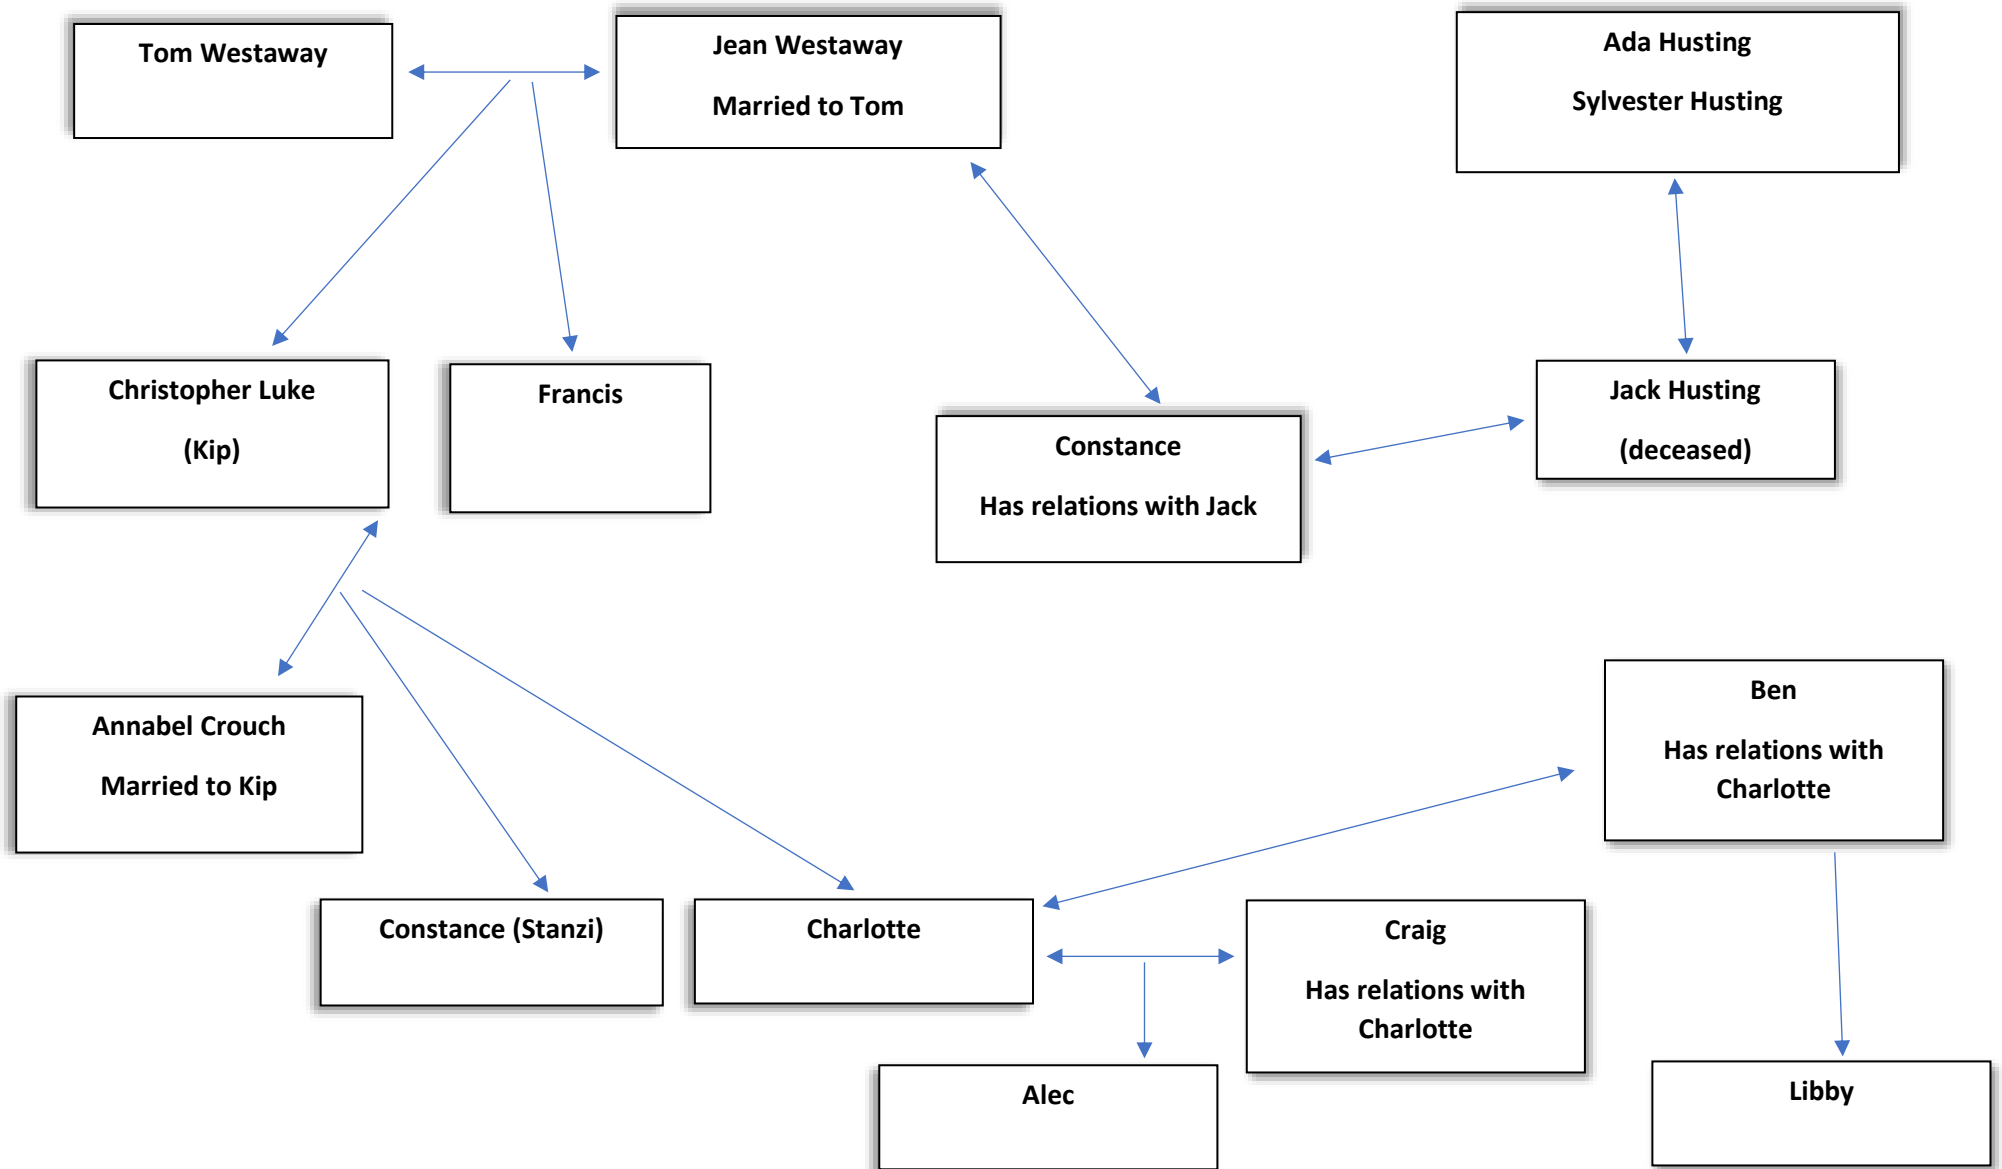 Tom Westaway
Jean Westaway
Married to Tom
Ada Husting
Sylvester Husting
Christopher Luke
(Kip)
Francis
Constance
Has relations with Jack
Jack Husting
(deceased)
Annabel Crouch
Married to Kip
Ben
Has relations with
Charlotte
Constance (Stanzi)
Charlotte
Craig
Has relations with
Charlotte
Alec
Libby